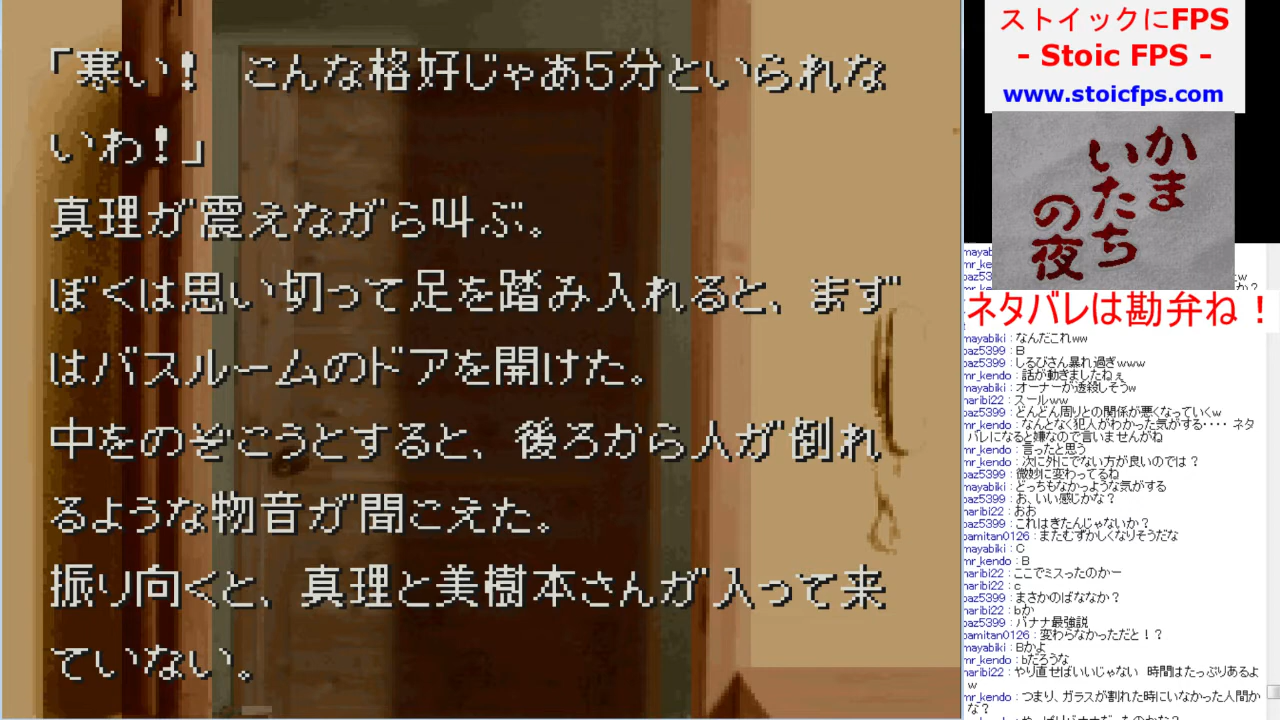 「寒い！　こんな格好じゃあ5分といられな
いわ！」
真理が震えながら叫ぶ。
ぼくは思い切って足を踏み入れると、まず
はバスルームのドアを開けた。
中をのぞこうとすると、後ろから人が倒れ
るような物音が聞こえた。
振り向くと、真理と美樹本さんが入って来
ていない。
ストイックにFPS
- Stoic FPS -
www.stoicfps.com
かま
いたち
の夜
ネタバレは勘弁ね！
mayabiki：なんだこれww
paz5399：B
paz5399：しるびさん暴れ過ぎwww
mr_kendo：話が動きましたねぇ
mayabiki：オーナーが透殺しそうw
haribi22：スールww
paz5399：どんどん周りとの関係が悪くなっていくw
mr_kendo：なんとなく犯人がわかった気がする・・・・ ネタ
バレになると嫌なので言いませんがね
mr_kendo：言ったと思う
mr_kendo：次に外にでない方が良いのでは？
paz5399：微妙に変わってるね
mayabiki：どっちもなかっような気がする
paz5399：お、いい感じかな？
haribi22：おお
paz5399：これはきたんじゃないか？
pamitan0126：またむずかしくなりそうだな
mayabiki：C
mr_kendo：B
haribi22：ここでミスったのかー
haribi22：c
paz5399：まさかのばななか？
haribi22：bか
paz5399：バナナ最強説
pamitan0126：変わらなかっただと！？
mayabiki：Bかよ
mr_kendo：bだろうな
haribi22：やり直せばいいじゃない　時間はたっぷりあるよ
w
mr_kendo：つまり、ガラスが割れた時にいなかった人間か
な？